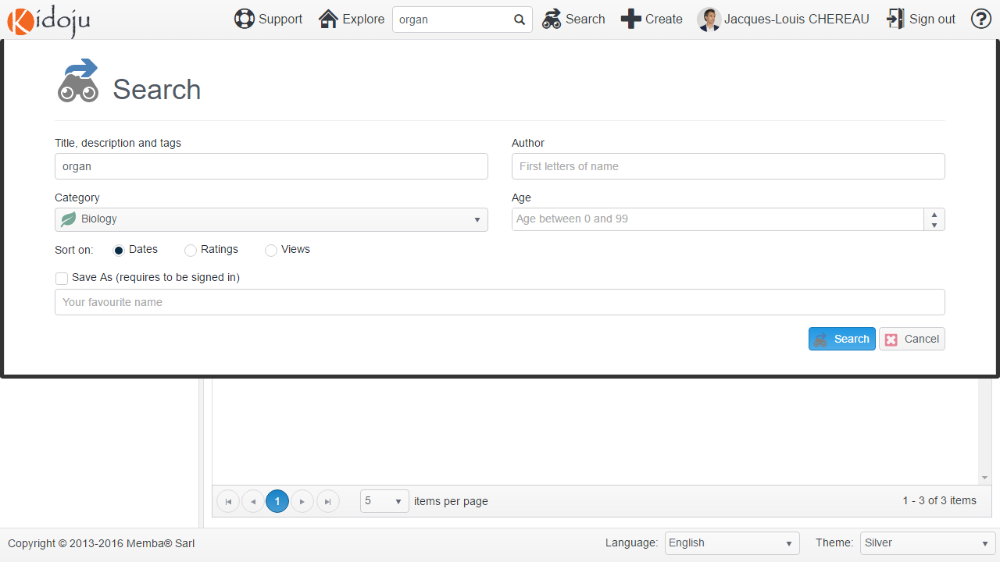 Kidoju Support Explore organ Search Create Jacques-Louis CHEREAU Sign out
Search
Title, description and tags Author
organ First letters of name
Category Age
Biology Age between 0 and 99
Sort on: Dates Ratings Views
Save As (requires to be signed in)
Your favourite name
Search Cancel
1 5 items per page 1 - 3 of 3 items
Copyright © 2013-2016 Memba® Sarl Language: English Theme: Silver